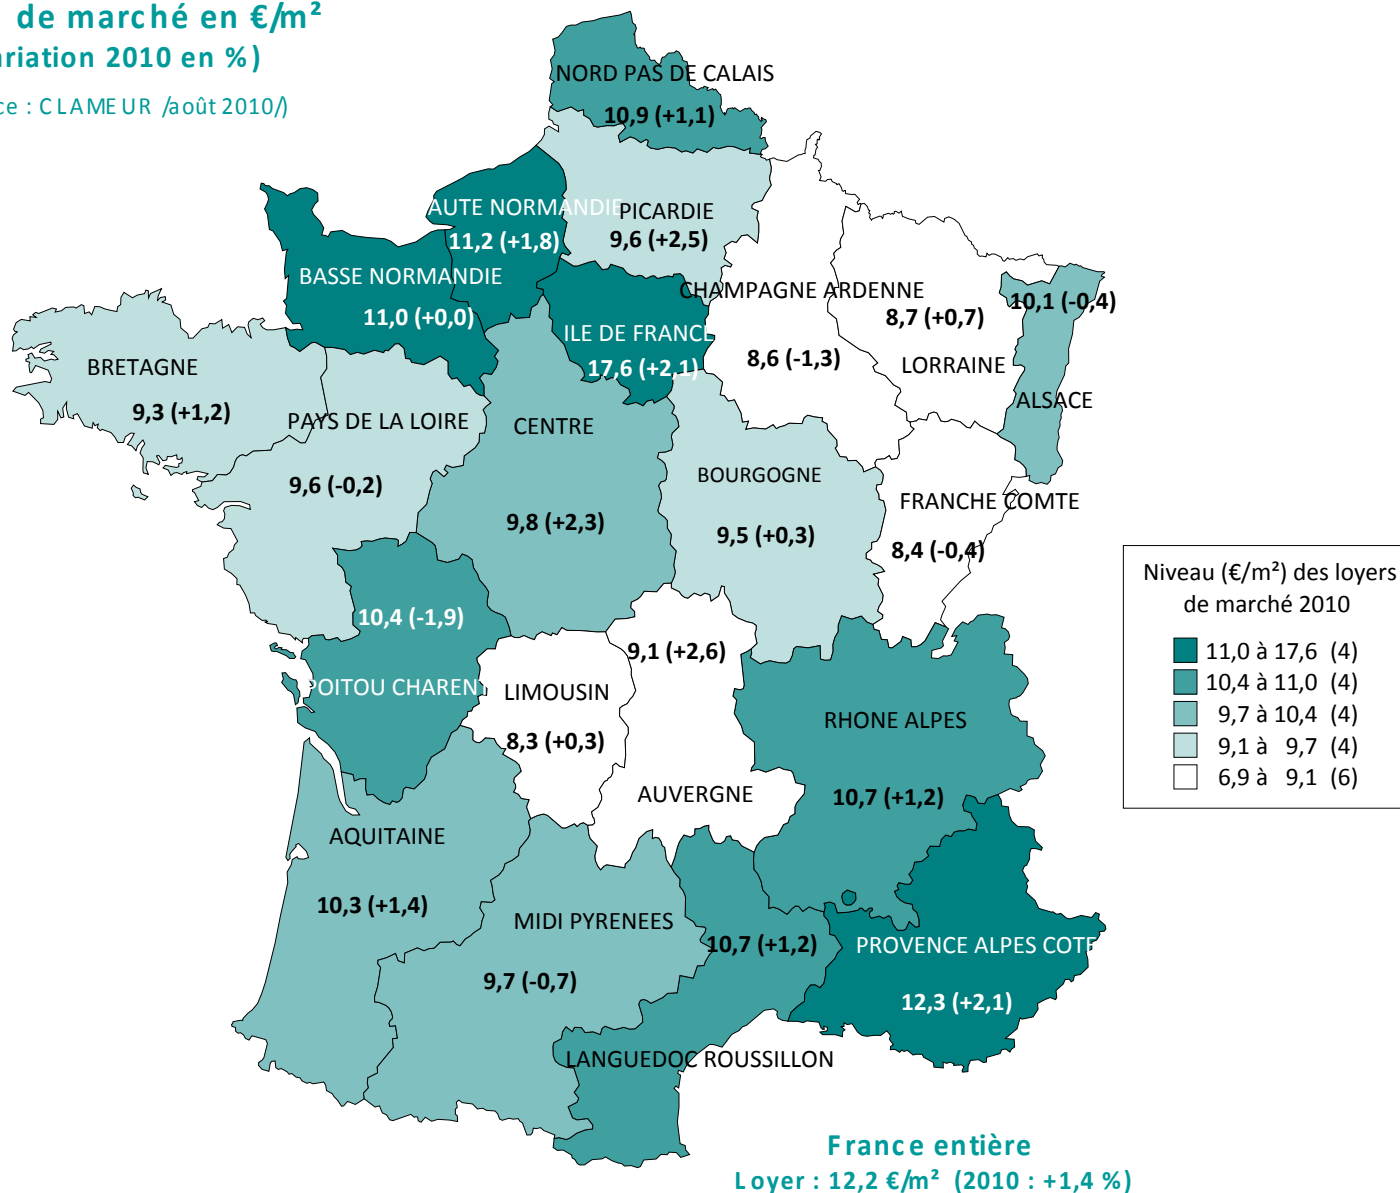 de marché en €/m²
ariation 2010 en %)
ce : CLAMEUR /août 2010/)
NORD PAS DE CALAIS
10,9 (+1,1)
AUTE NORMANDIE
11,2 (+1,8)
PICARDIE
9,6 (+2,5)
BASSE NORMANDIE
11,0 (+0,0)
CHAMPAGNE ARDENNE
8,6 (-1,3)
8,7 (+0,7)
LORRAINE
10,1 (-0,4)
ALSACE
ILE DE FRANCE
17,6 (+2,1)
BRETAGNE
9,3 (+1,2)
PAYS DE LA LOIRE
9,6 (-0,2)
CENTRE
9,8 (+2,3)
BOURGOGNE
9,5 (+0,3)
FRANCHE COMTE
8,4 (-0,4)
10,4 (-1,9)
POITOU CHARENT
LIMOUSIN
8,3 (+0,3)
9,1 (+2,6)
AUVERGNE
RHONE ALPES
10,7 (+1,2)
AQUITAINE
10,3 (+1,4)
MIDI PYRENEES
9,7 (-0,7)
10,7 (+1,2)
LANGUEDOC ROUSSILLON
PROVENCE ALPES COTE
12,3 (+2,1)
Niveau (€/m²) des loyers
de marché 2010
11,0 à 17,6 (4)
10,4 à 11,0 (4)
9,7 à 10,4 (4)
9,1 à 9,7 (4)
6,9 à 9,1 (6)
France entière
Loyer : 12,2 €/m² (2010 : +1,4 %)